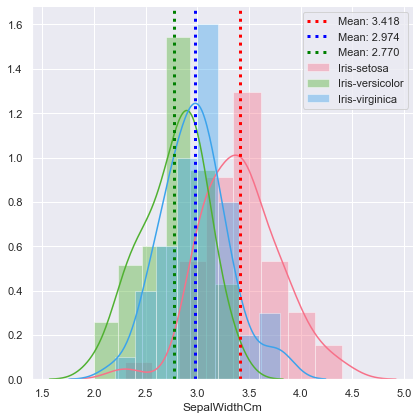 Mean: 3.418
Mean: 2.974
Mean: 2.770
Iris-setosa
Iris-versicolor
Iris-virginica
1.6
1.4
1.2
1.0
0.8
0.6
0.4
0.2
0.0
1.5 2.0 2.5 3.0 3.5 4.0 4.5 5.0
SepalWidthCm